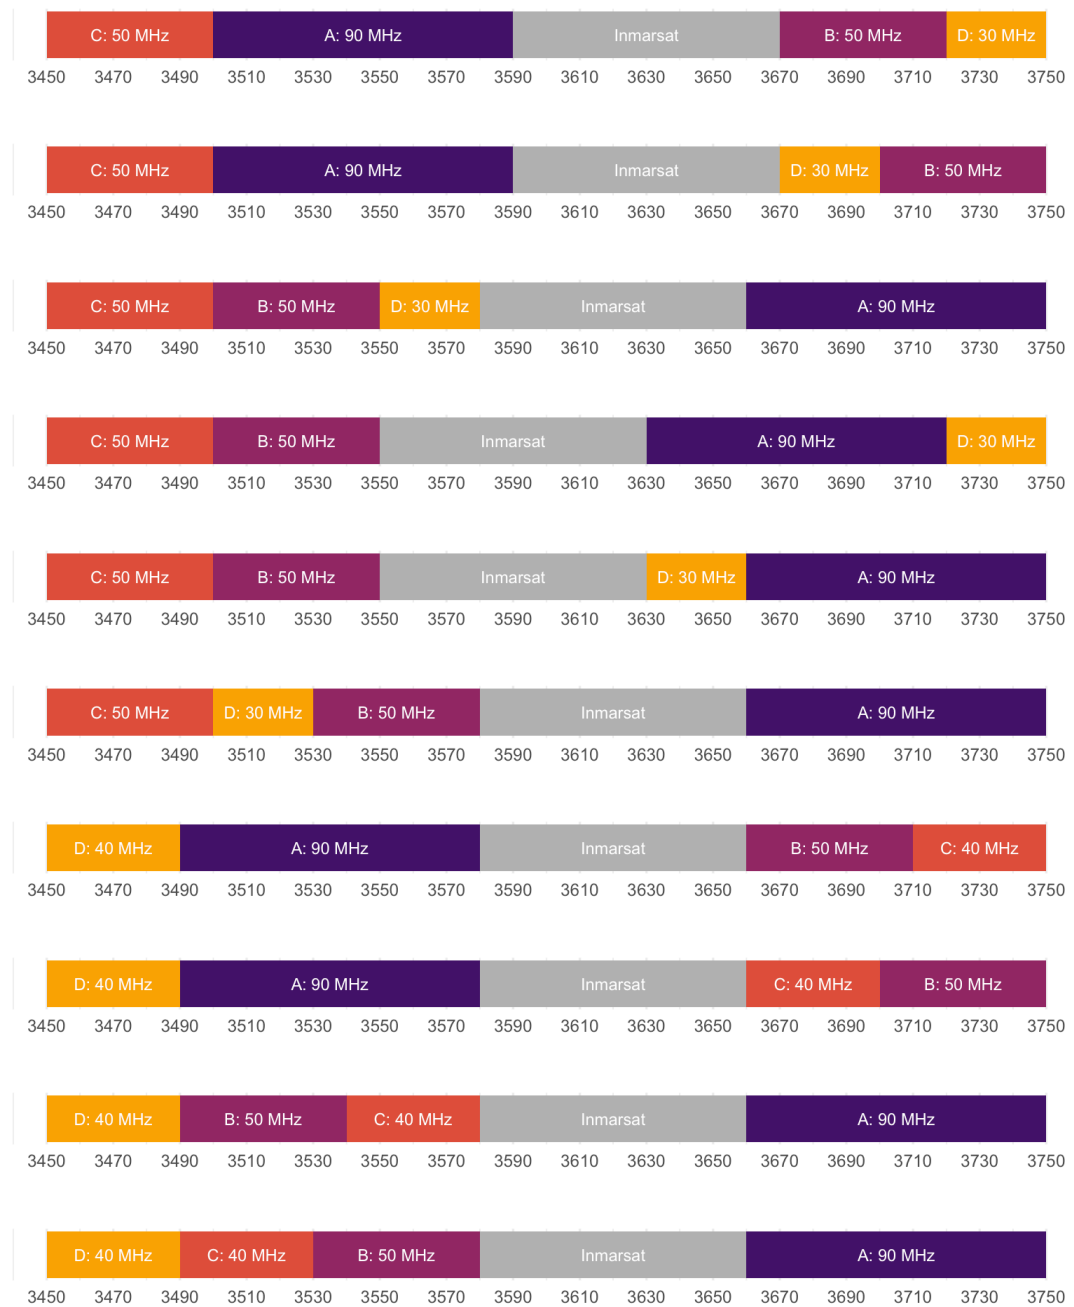 C: 50 MHz A: 90 MHz Inmarsat B: 50 MHz D: 30 MHz
3450 3470 3490 3510 3530 3550 3570 3590 3610 3630 3650 3670 3690 3710 3730 3750
C: 50 MHz A: 90 MHz Inmarsat D: 30 MHz B: 50 MHz
3450 3470 3490 3510 3530 3550 3570 3590 3610 3630 3650 3670 3690 3710 3730 3750
C: 50 MHz B: 50 MHz D: 30 MHz Inmarsat A: 90 MHz
3450 3470 3490 3510 3530 3550 3570 3590 3610 3630 3650 3670 3690 3710 3730 3750
C: 50 MHz B: 50 MHz Inmarsat A: 90 MHz D: 30 MHz
3450 3470 3490 3510 3530 3550 3570 3590 3610 3630 3650 3670 3690 3710 3730 3750
C: 50 MHz B: 50 MHz Inmarsat D: 30 MHz A: 90 MHz
3450 3470 3490 3510 3530 3550 3570 3590 3610 3630 3650 3670 3690 3710 3730 3750
C: 50 MHz D: 30 MHz B: 50 MHz Inmarsat A: 90 MHz
3450 3470 3490 3510 3530 3550 3570 3590 3610 3630 3650 3670 3690 3710 3730 3750
D: 40 MHz A: 90 MHz Inmarsat B: 50 MHz C: 40 MHz
3450 3470 3490 3510 3530 3550 3570 3590 3610 3630 3650 3670 3690 3710 3730 3750
D: 40 MHz A: 90 MHz Inmarsat C: 40 MHz B: 50 MHz
3450 3470 3490 3510 3530 3550 3570 3590 3610 3630 3650 3670 3690 3710 3730 3750
D: 40 MHz B: 50 MHz C: 40 MHz Inmarsat A: 90 MHz
3450 3470 3490 3510 3530 3550 3570 3590 3610 3630 3650 3670 3690 3710 3730 3750
D: 40 MHz C: 40 MHz B: 50 MHz Inmarsat A: 90 MHz
3450 3470 3490 3510 3530 3550 3570 3590 3610 3630 3650 3670 3690 3710 3730 3750